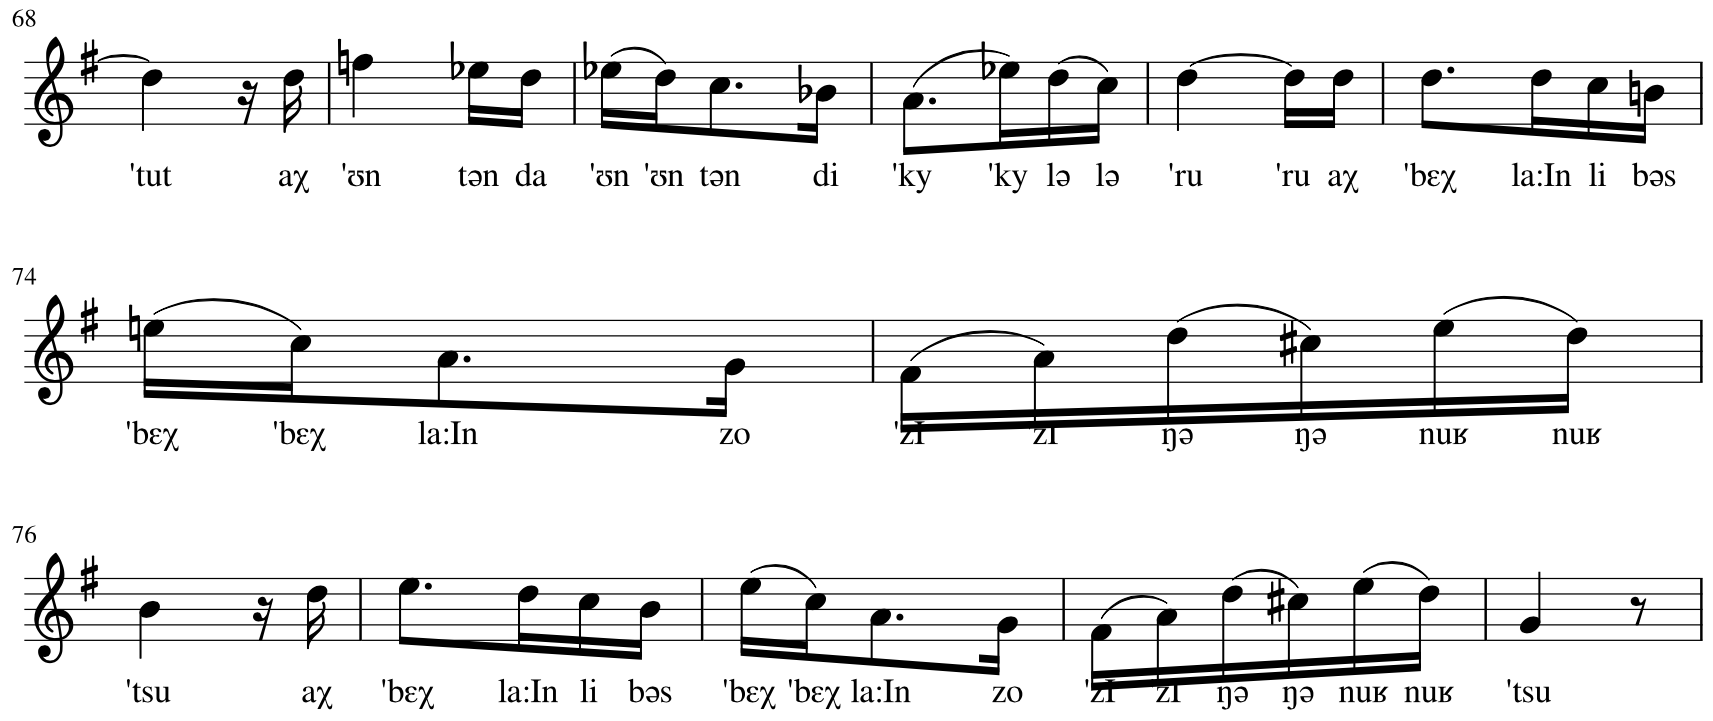 68
'tut aχ 'ʊn tən da 'ʊn 'ʊn tən di 'ky 'ky lə lə 'ru 'ru aχ 'bɛχ la:In li bəs
74
'bɛχ 'bɛχ la:In zo 'zI zI ŋə ŋə nuʁ nuʁ
76
'tsu aχ 'bɛχ la:In li bəs 'bɛχ 'bɛχ la:In zo 'zI zI ŋə ŋə nuʁ nuʁ 'tsu